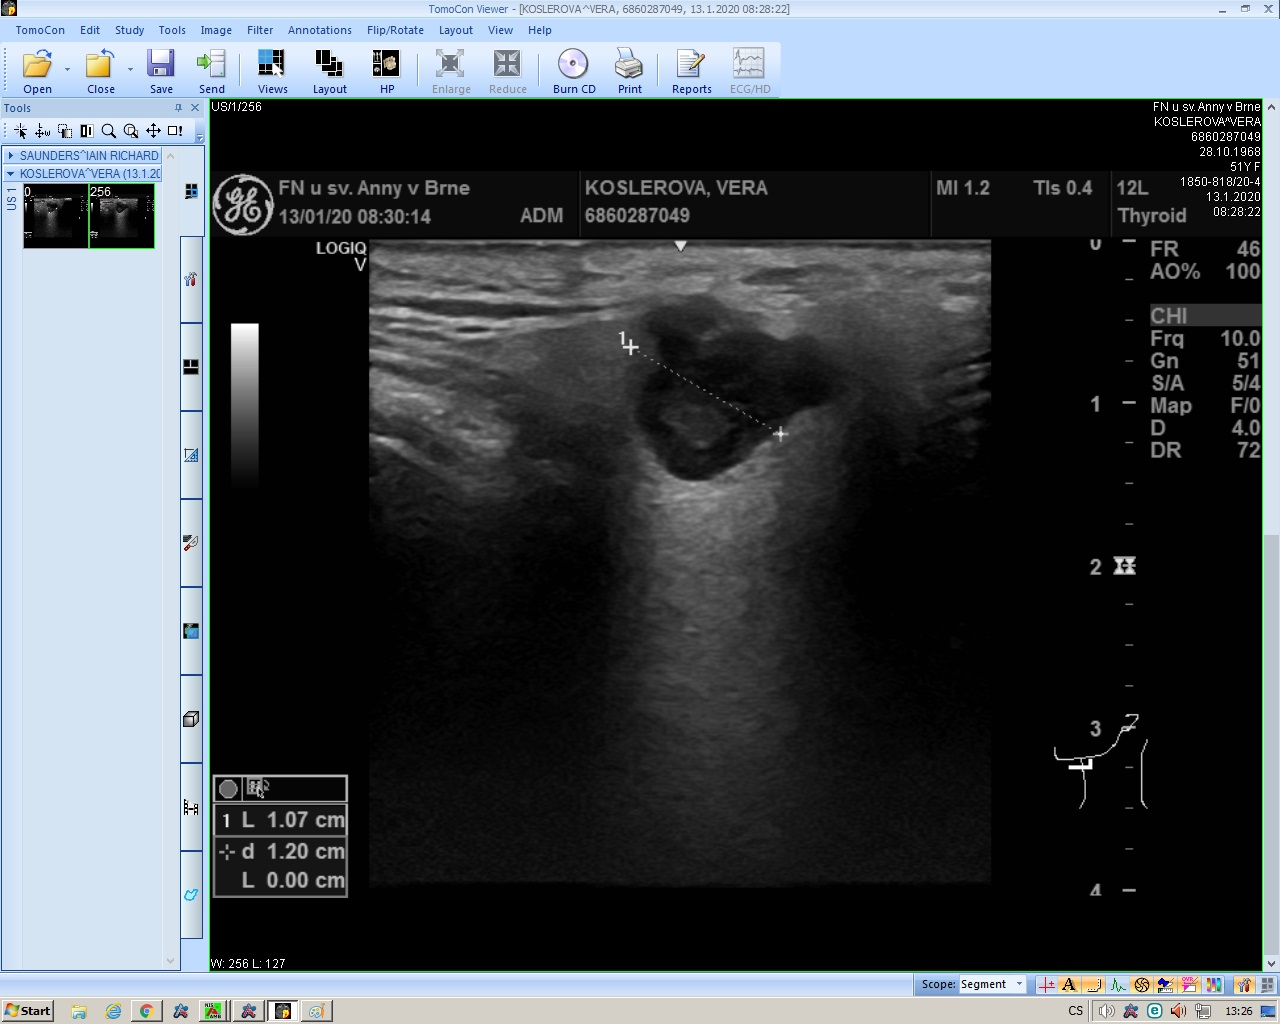 TomoCon Viewer - [KOSLEROVA^VERA, 6860287049, 13.1.2020 08:28:22]
TomoCon Edit Study Tools Image Filter Annotations Flip/Rotate Layout View Help
Open Close Save Send Views Layout HP Enlarge Reduce Burn CD Print Reports ECG/HD
Tools
SAUNDERS^IAIN RICHARD
KOSLEROVA^VERA (13.1.20
US 1
0
256
US/1/256
FN u sv. Anny v Brne
KOSLEROVA^VERA
6860287049
28.10.1968
51Y F
1850-818/20-4
13.1.2020
08:28:22
GE
FN u sv. Anny v Brne
13/01/20 08:30:14 ADM
KOSLEROVA, VERA
6860287049
MI 1.2 TIs 0.4
12L
Thyroid
LOGIQ
V
FR 46
AO% 100
CHI
Frq 10.0
Gn 51
S/A 5/4
Map F/0
D 4.0
DR 72
0
1
2
3
4
1
1 L 1.07 cm
d 1.20 cm
L 0.00 cm
W: 256 L: 127
Scope: Segment
Start
CS
13:26